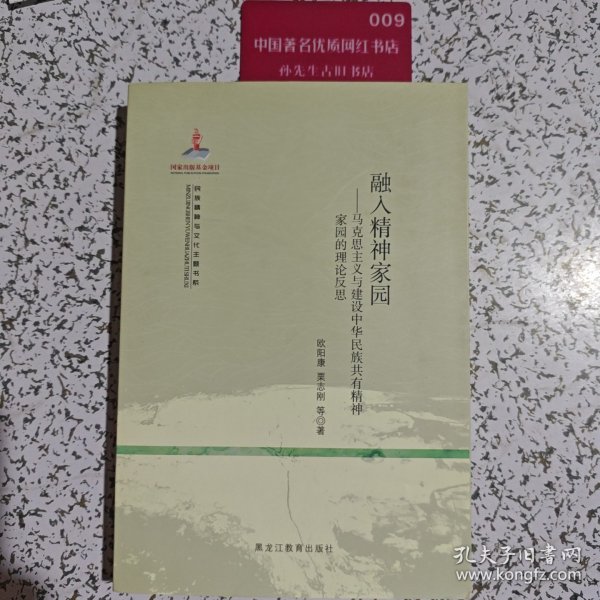 009
中国著名优质网红书店
孙先生古旧书店
国家出版基金项目
融入精神家园
——马克思主义与建设中华民族共有精神
家园的理论反思
欧阳康 栗志刚 等◎著
黑龙江教育出版社
孔夫子旧书网
www.kongfz.com